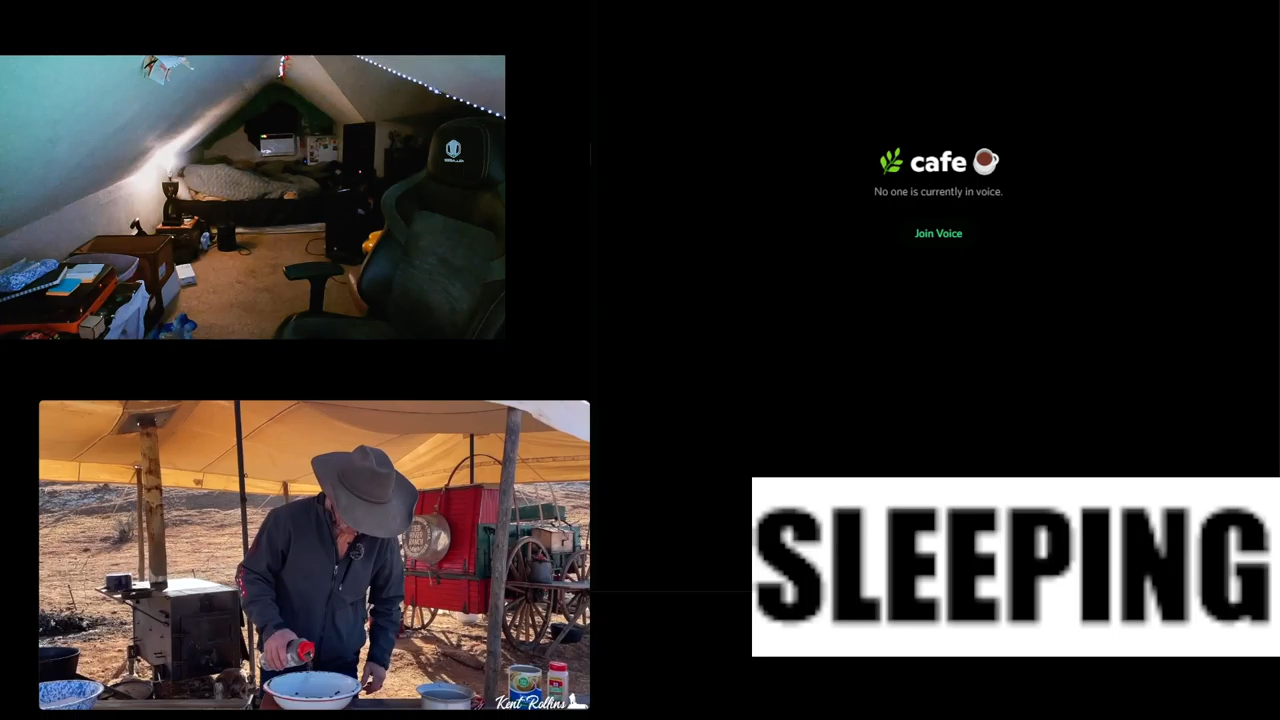 cafe
No one is currently in voice.
Join Voice
SLEEPING
Kent Rollins